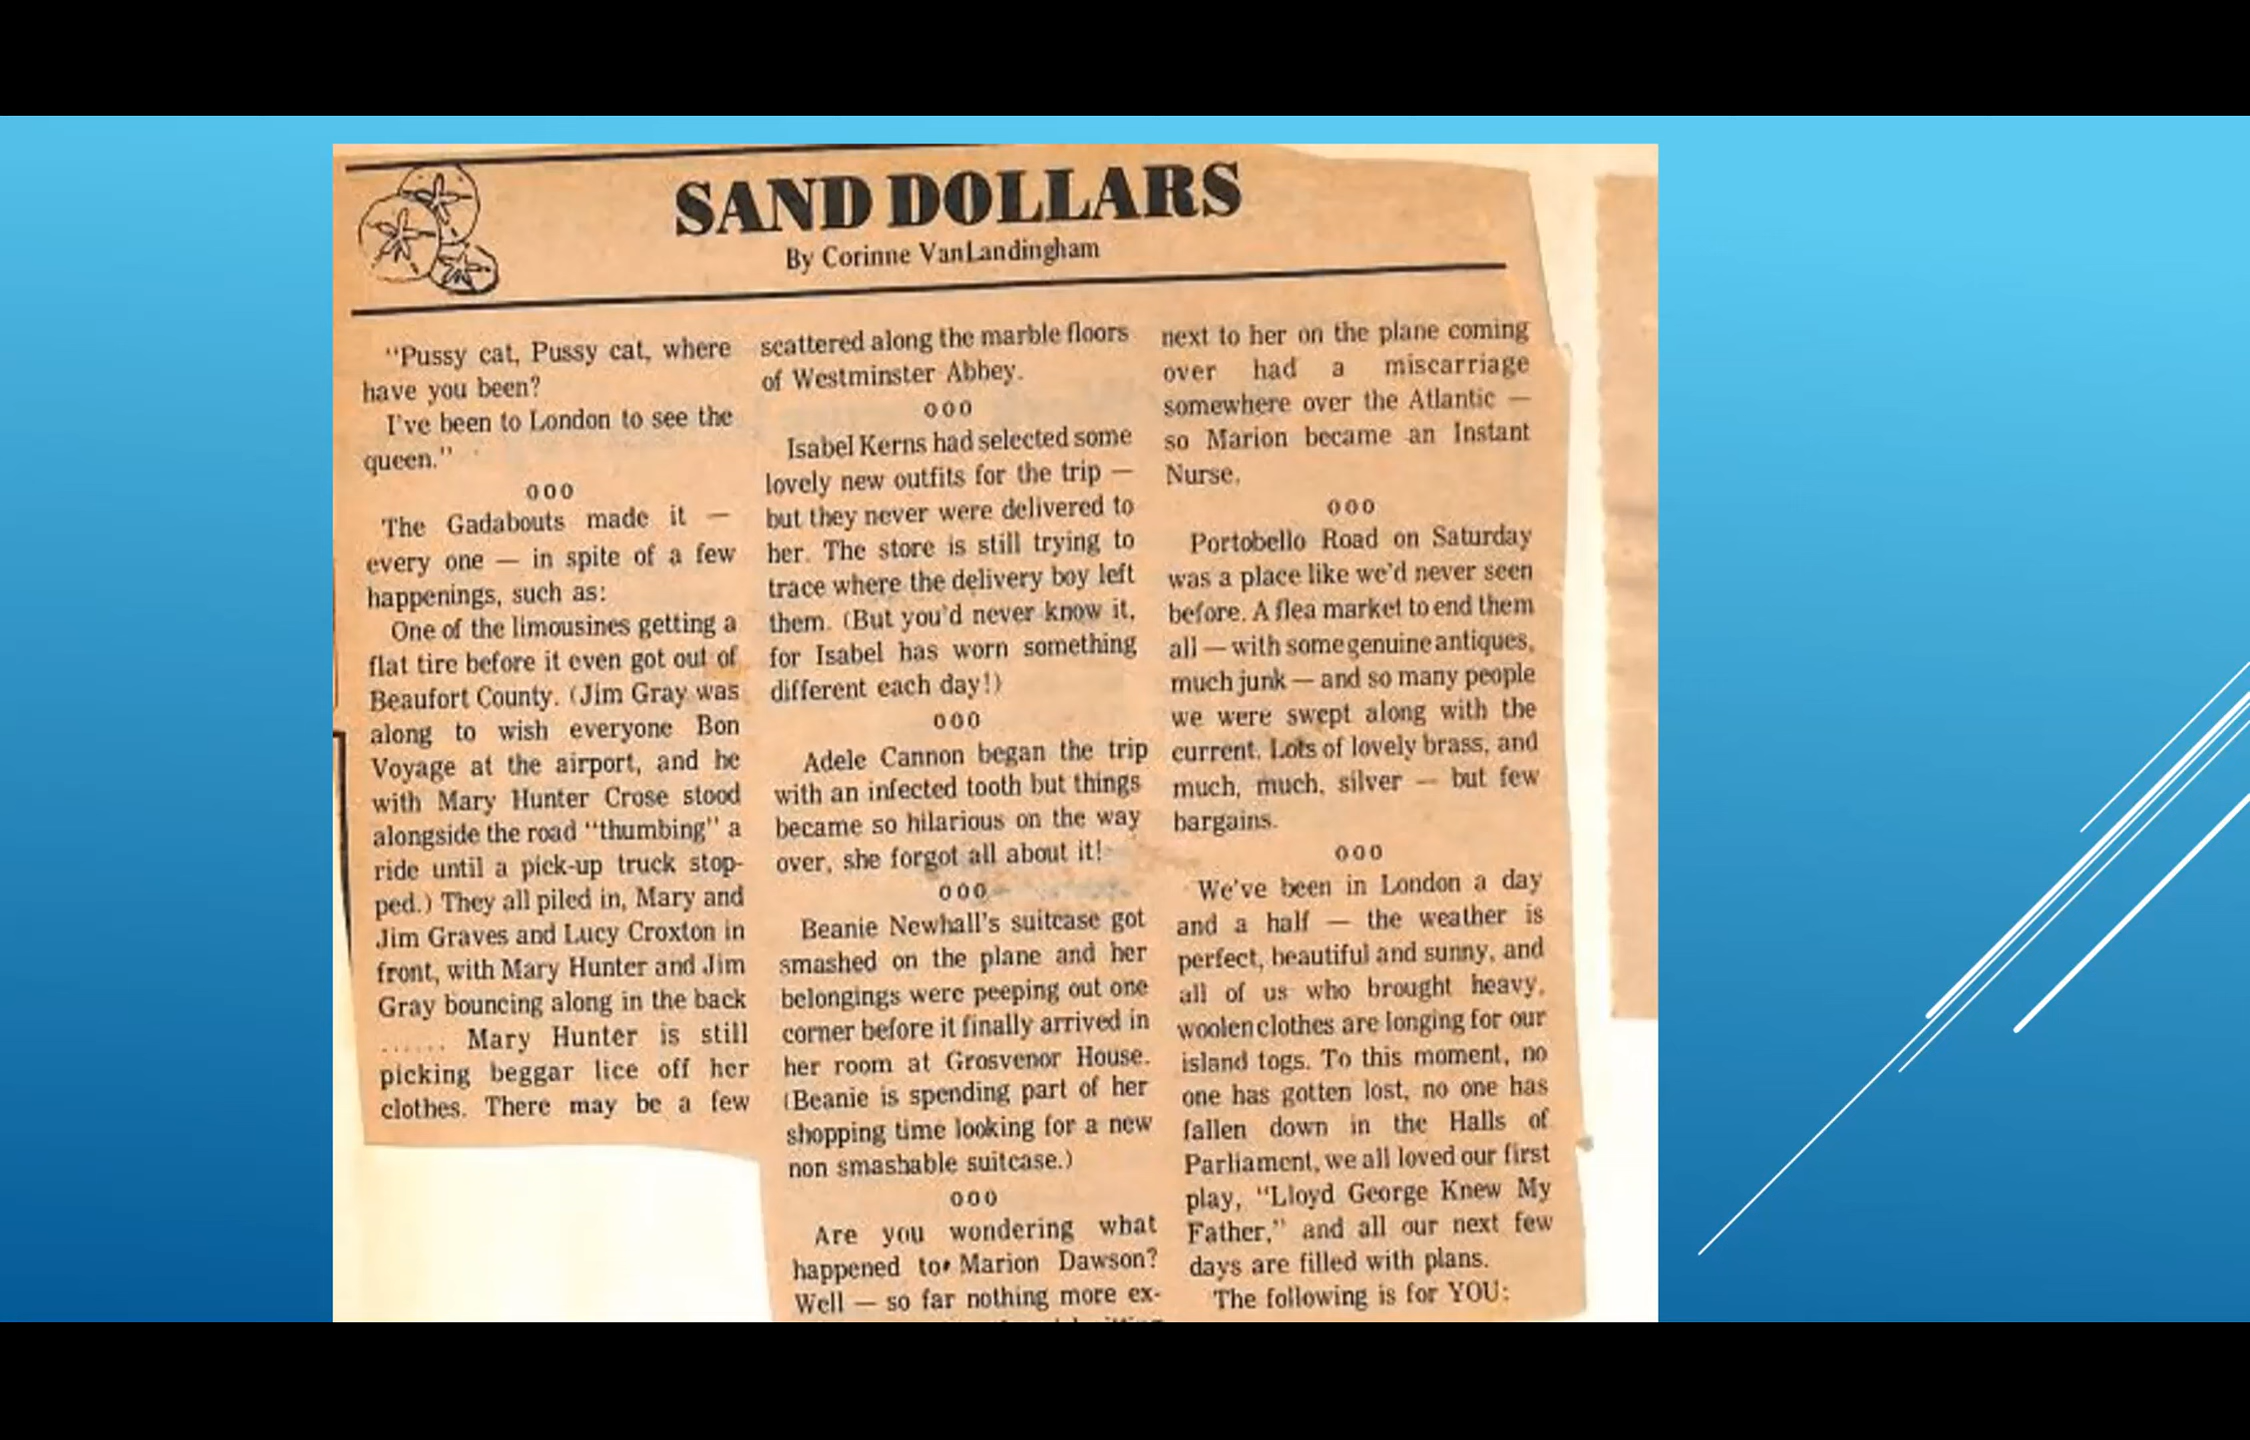 SAND DOLLARS
By Corinne VanLandingham
"Pussy cat, Pussy cat, where
have you been?
I've been to London to see the
queen."
ooo
The Gadabouts made it —
every one — in spite of a few
happenings, such as:
One of the limousines getting a
flat tire before it even got out of
Beaufort County. (Jim Gray was
along to wish everyone Bon
Voyage at the airport, and he
with Mary Hunter Crose stood
alongside the road "thumbing" a
ride until a pick-up truck stop-
ped.) They all piled in, Mary and
Jim Graves and Lucy Croxton in
front, with Mary Hunter and Jim
Gray bouncing along in the back
...... Mary Hunter is still
picking beggar lice off her
clothes. There may be a few
scattered along the marble floors
of Westminster Abbey.
ooo
Isabel Kerns had selected some
lovely new outfits for the trip —
but they never were delivered to
her. The store is still trying to
trace where the delivery boy left
them. (But you'd never know it,
for Isabel has worn something
different each day!)
ooo
Adele Cannon began the trip
with an infected tooth but things
became so hilarious on the way
over, she forgot all about it!
ooo
Beanie Newhall's suitcase got
smashed on the plane and her
belongings were peeping out one
corner before it finally arrived in
her room at Grosvenor House.
(Beanie is spending part of her
shopping time looking for a new
non smashable suitcase.)
ooo
Are you wondering what
happened to Marion Dawson?
Well — so far nothing more ex-
next to her on the plane coming
over had a miscarriage
somewhere over the Atlantic —
so Marion became an Instant
Nurse.
ooo
Portobello Road on Saturday
was a place like we'd never seen
before. A flea market to end them
all — with some genuine antiques,
much junk — and so many people
we were swept along with the
current. Lots of lovely brass, and
much, much, silver — but few
bargains.
ooo
We've been in London a day
and a half — the weather is
perfect, beautiful and sunny, and
all of us who brought heavy,
woolen clothes are longing for our
island togs. To this moment, no
one has gotten lost, no one has
fallen down in the Halls of
Parliament, we all loved our first
play, "Lloyd George Knew My
Father," and all our next few
days are filled with plans.
The following is for YOU: